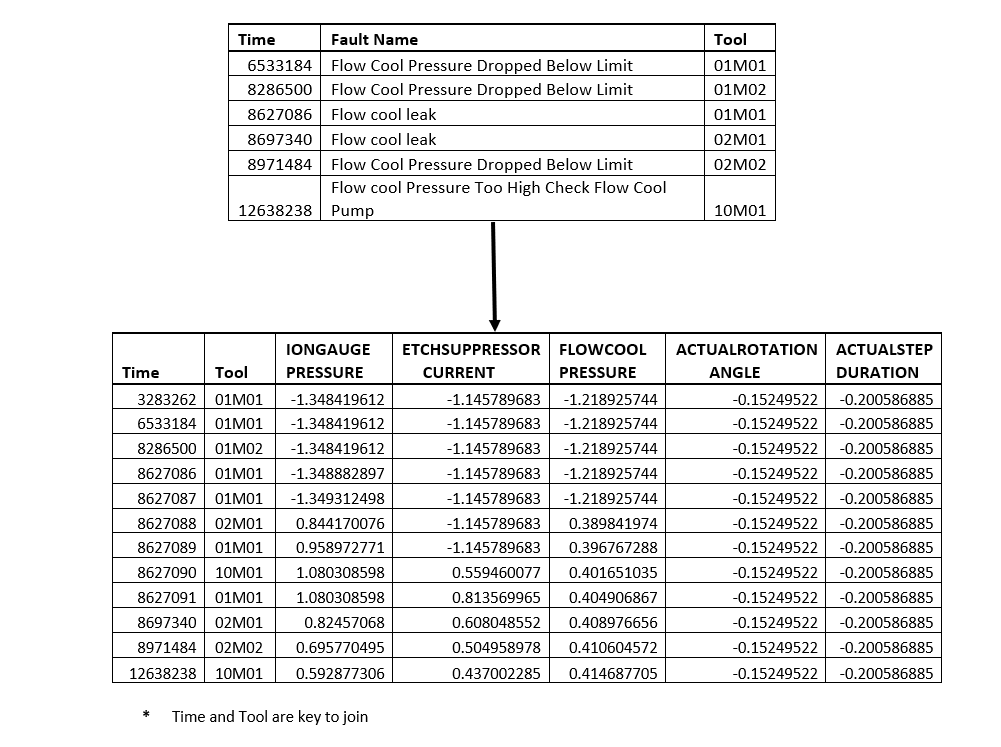 Time Fault Name Tool
6533184 Flow Cool Pressure Dropped Below Limit 01M01
8286500 Flow Cool Pressure Dropped Below Limit 01M02
8627086 Flow cool leak 01M01
8697340 Flow cool leak 02M01
8971484 Flow Cool Pressure Dropped Below Limit 02M02
Flow cool Pressure Too High Check Flow Cool
12638238 Pump 10M01
IONGAUGE ETCHSUPPRESSOR FLOWCOOL ACTUALROTATION ACTUALSTEP
Time Tool PRESSURE CURRENT PRESSURE ANGLE DURATION
3283262 01M01 -1.348419612 -1.145789683 -1.218925744 -0.15249522 -0.200586885
6533184 01M01 -1.348419612 -1.145789683 -1.218925744 -0.15249522 -0.200586885
8286500 01M02 -1.348419612 -1.145789683 -1.218925744 -0.15249522 -0.200586885
8627086 01M01 -1.348882897 -1.145789683 -1.218925744 -0.15249522 -0.200586885
8627087 01M01 -1.349312498 -1.145789683 -1.218925744 -0.15249522 -0.200586885
8627088 02M01 0.844170076 -1.145789683 0.389841974 -0.15249522 -0.200586885
8627089 01M01 0.958972771 -1.145789683 0.396767288 -0.15249522 -0.200586885
8627090 10M01 1.080308598 0.559460077 0.401651035 -0.15249522 -0.200586885
8627091 01M01 1.080308598 0.813569965 0.404906867 -0.15249522 -0.200586885
8697340 02M01 0.82457068 0.608048552 0.408976656 -0.15249522 -0.200586885
8971484 02M02 0.695770495 0.504958978 0.410604572 -0.15249522 -0.200586885
12638238 10M01 0.592877306 0.437002285 0.414687705 -0.15249522 -0.200586885
* Time and Tool are key to join